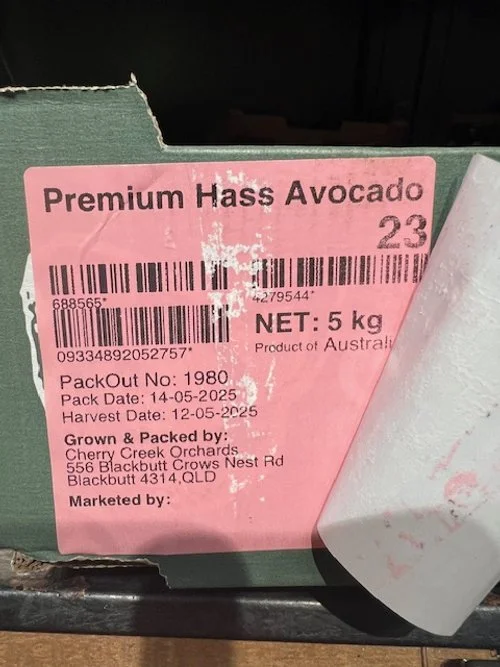 Premium Hass Avocado
23
688565*
4279544*
09334892052757*
NET: 5 kg
Product of Australi
PackOut No: 1980
Pack Date: 14-05-2025
Harvest Date: 12-05-2025
Grown & Packed by:
Cherry Creek Orchards
556 Blackbutt Crows Nest Rd
Blackbutt 4314,QLD
Marketed by: